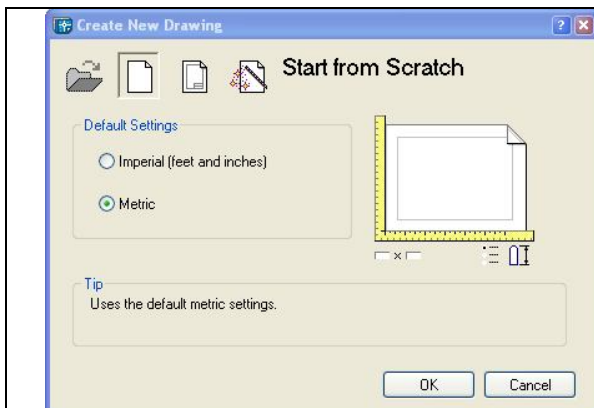 Create New Drawing
Start from Scratch
Default Settings
Imperial (feet and inches)
Metric
Tip
Uses the default metric settings.
OK
Cancel